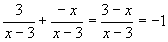 3/(x − 3) + (− x)/(x − 3) = (3 − x)/(x − 3) = −1